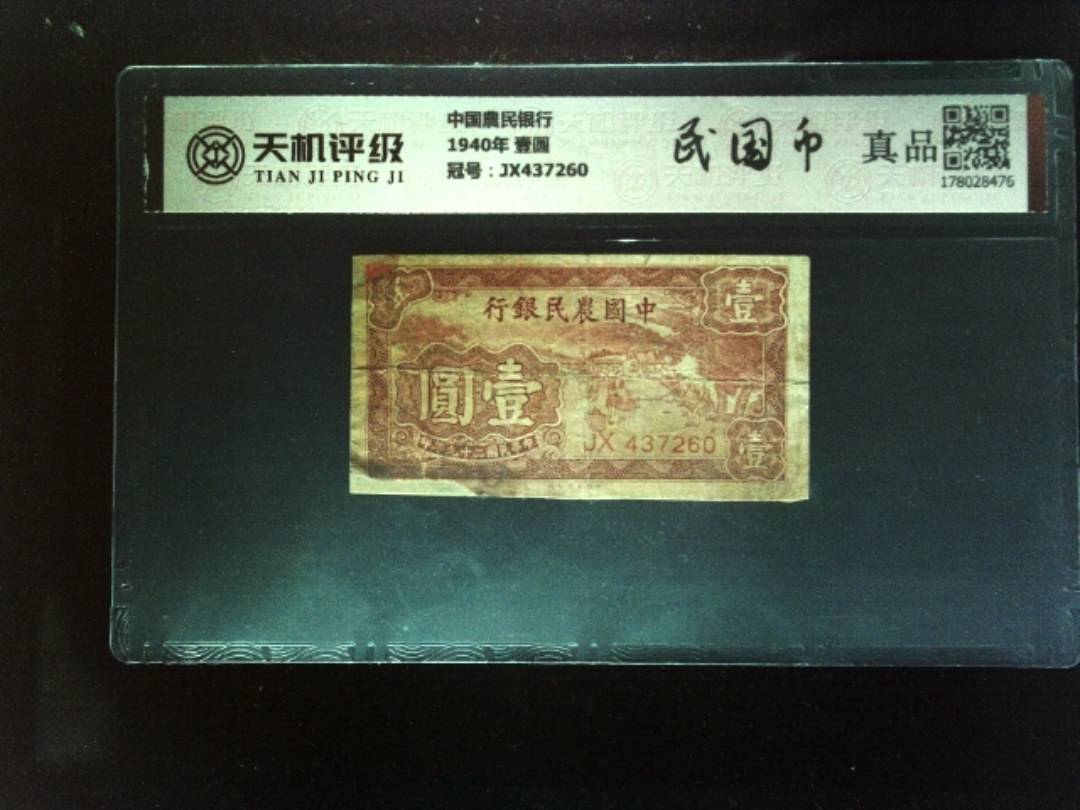 天机评级
TIAN JI PING JI
中国農民银行
1940年 壹圆
冠号：JX437260
民国币
真品
178028476
行銀民農國中
壹
圓壹
JX 437260
壹